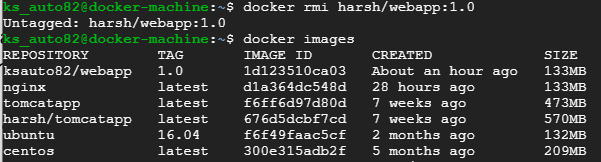 ks_auto82@docker-machine:~$ docker rmi harsh/webapp:1.0
Untagged: harsh/webapp:1.0
ks_auto82@docker-machine:~$ docker images
REPOSITORY TAG IMAGE ID CREATED SIZE
ksauto82/webapp 1.0 1d123510ca03 About an hour ago 133MB
nginx latest d1a364dc548d 28 hours ago 133MB
tomcatapp latest f6ff6d97d80d 7 weeks ago 473MB
harsh/tomcatapp latest 676d5dcbf7cd 7 weeks ago 570MB
ubuntu 16.04 f6f49faac5cf 2 months ago 132MB
centos latest 300e315adb2f 5 months ago 209MB